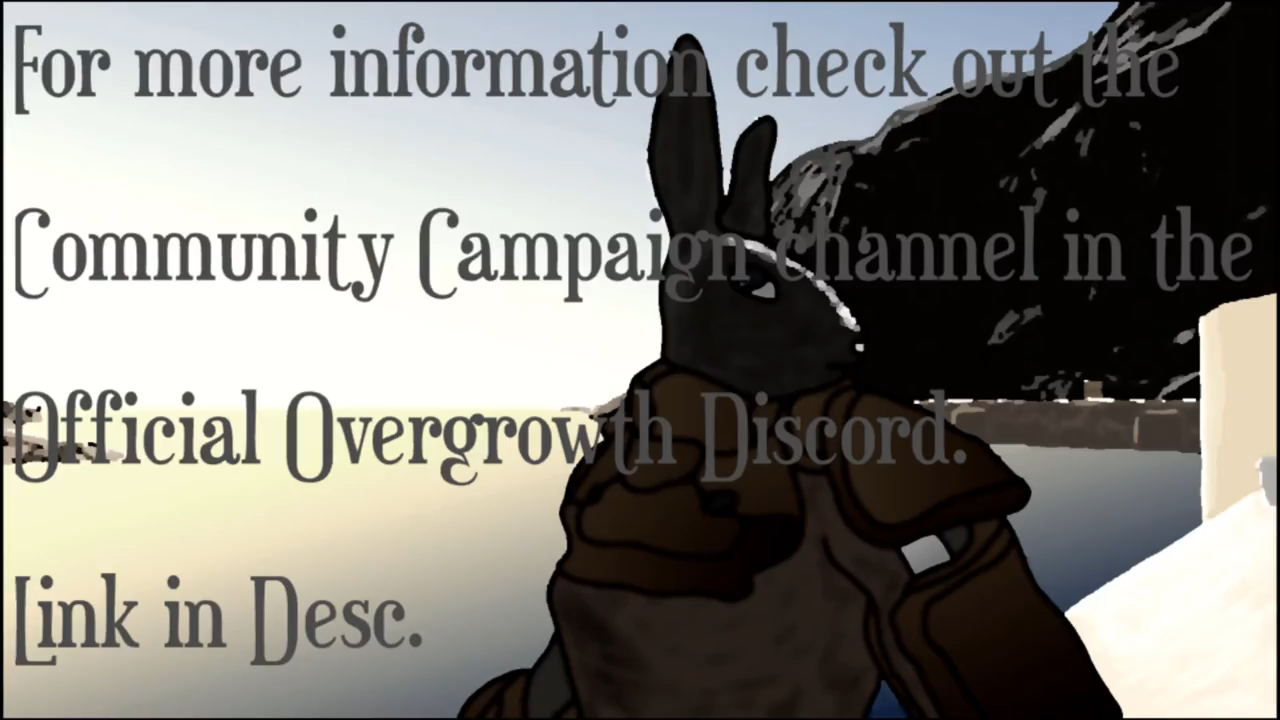 For more information check out the
Community Campaign channel in the
Official Overgrowth Discord.
Link in Desc.